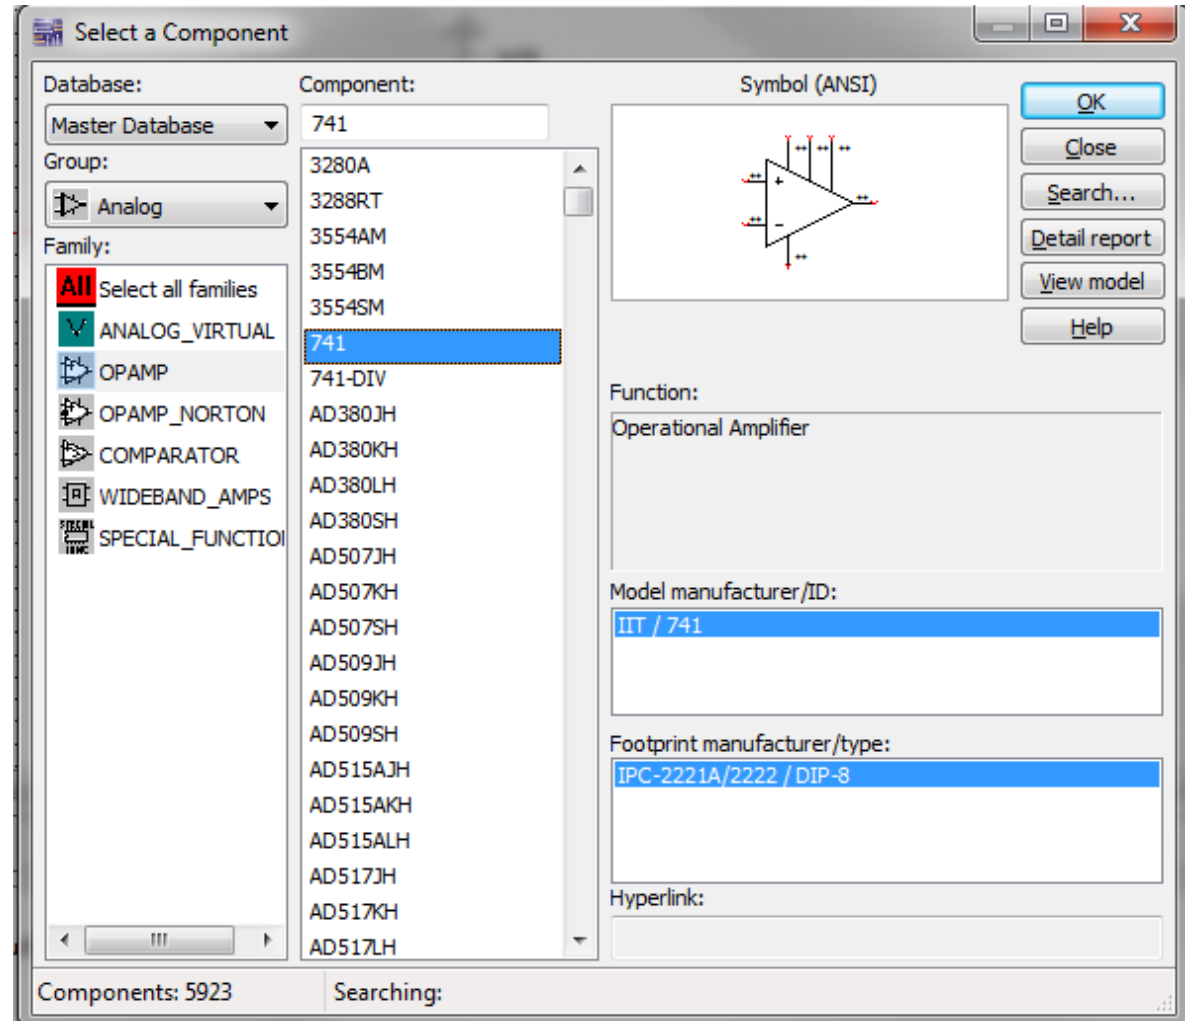 Select a Component
Database:
Master Database
Group:
Analog
Family:
All Select all families
ANALOG_VIRTUAL
OPAMP
OPAMP_NORTON
COMPARATOR
WIDEBAND_AMPS
SPECIAL_FUNCTIO
Component:
741
3280A
3288RT
3554AM
3554BM
3554SM
741
741-DIV
AD380JH
AD380KH
AD380LH
AD380SH
AD507JH
AD507KH
AD507SH
AD509JH
AD509KH
AD509SH
AD515AJH
AD515AKH
AD515ALH
AD517JH
AD517KH
AD517LH
Symbol (ANSI)
OK
Close
Search...
Detail report
View model
Help
Function:
Operational Amplifier
Model manufacturer/ID:
IIT / 741
Footprint manufacturer/type:
IPC-2221A/2222 / DIP-8
Hyperlink:
Components: 5923
Searching: